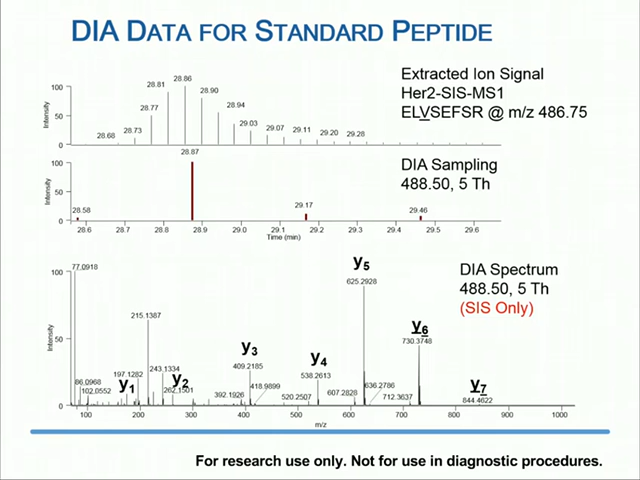 DIA DATA FOR STANDARD PEPTIDE
Extracted Ion Signal
Her2-SIS-MS1
ELVSEFSR @ m/z 486.75
Intensity
100
50
0
28.68
28.73
28.77
28.81
28.86
28.90
28.94
29.03
29.07
29.11
29.20
29.28
DIA Sampling
488.50, 5 Th
Intensity
100
50
0
28.58
28.87
29.17
29.46
28.6 28.7 28.8 28.9 29.0 29.1 29.2 29.3 29.4 29.5 29.6
Time (min)
DIA Spectrum
488.50, 5 Th
(SIS Only)
Intensity
100
50
0
77.0918
86.0968
102.0552
y1
197.1282
215.1387
243.1334
y2
262.1501
392.1926
y3
409.2185
418.9899
520.2507
y4
538.2613
607.2828
y5
625.2928
636.2786
712.3637
y6
730.3748
y7
844.4622
100 200 300 400 500 600 700 800 900 1000
m/z
For research use only. Not for use in diagnostic procedures.